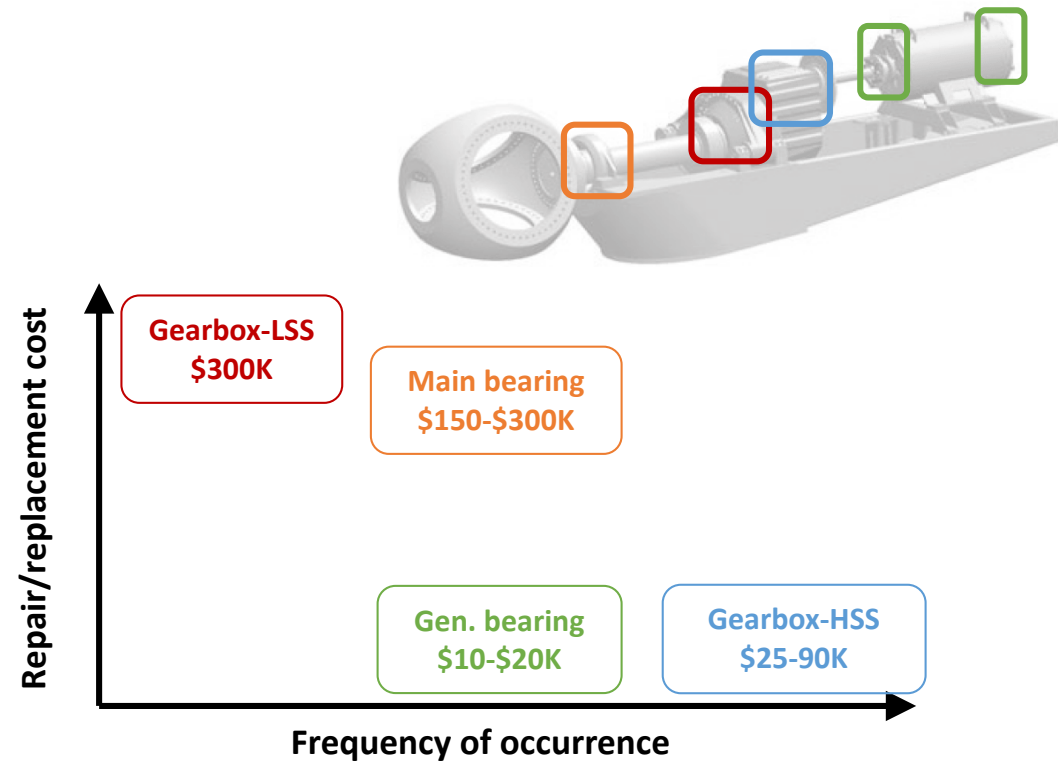 Repair/replacement cost
Gearbox-LSS
$300K
Main bearing
$150-$300K
Gen. bearing
$10-$20K
Gearbox-HSS
$25-90K
Frequency of occurrence